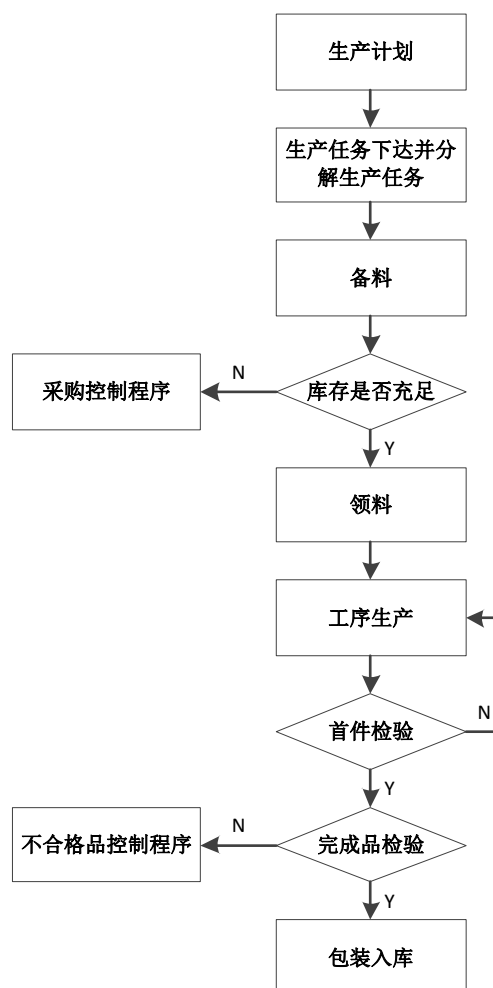 生产计划
生产任务下达并分
解生产任务
备料
N
采购控制程序
库存是否充足
Y
领料
工序生产
N
首件检验
Y
N
不合格品控制程序
完成品检验
Y
包装入库